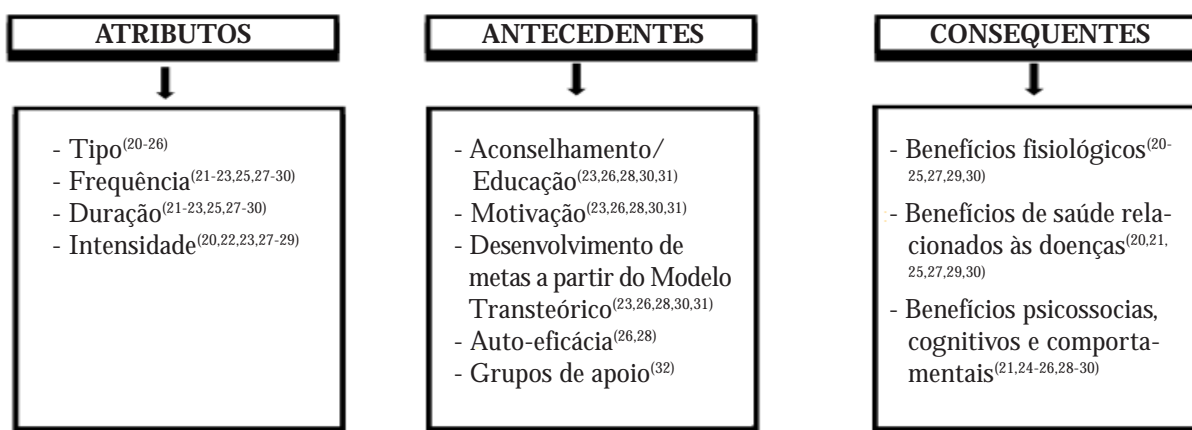 ATRIBUTOS
- Tipo(20-26)
- Frequência(21-23,25,27-30)
- Duração(21-23,25,27-30)
- Intensidade(20,22,23,27-29)
ANTECEDENTES
- Aconselhamento/
Educação(23,26,28,30,31)
- Motivação(23,26,28,30,31)
- Desenvolvimento de
metas a partir do Modelo
Transteórico(23,26,28,30,31)
- Auto-eficácia(26,28)
- Grupos de apoio(32)
CONSEQUENTES
- Benefícios fisiológicos(20-
25,27,29,30)
- Benefícios de saúde rela-
cionados às doenças(20,21,
25,27,29,30)
- Benefícios psicossocias,
cognitivos e comporta-
mentais(21,24-26,28-30)